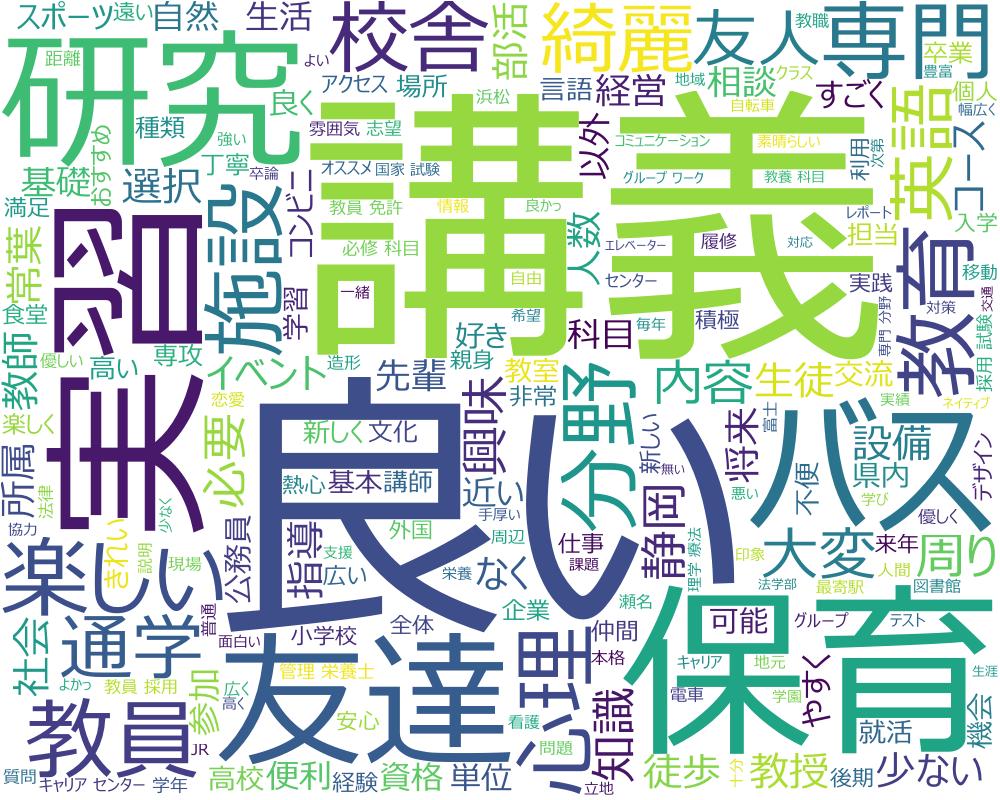 スポーツ
遠い
自然
生活
校舎
部活
綺麗
友人
専門
教職
卒業
豊富
距離
よい
アクセス
場所
言語
経営
地域
クラス
相談
すごく
個人
幅広く
研究
良く
浜松
自転車
種類
強い
雰囲気
志望
以外
コミュニケーション
素晴らしい
利用
次第
英語
コース
おすすめ
丁寧
オススメ
国家 試験
グループ ワーク
教養 科目
基礎
選択
卒論
コンビニ
教員 免許
情報
良かっ
レポート
満足
施設
講義
人数
エレベーター
履修
対応
担当
入学
常葉
必修 科目
自由
センター
実践
移動
教育
食堂
実習
学習
一緒
希望
毎年
積極
対策
交通
専門 分野
採用 試験
教師
優しい
専攻
好き
科目
高い
イベント
造形
親身
先輩
教室
内容
生徒
交流
実績
ネイティブ
楽しく
恋愛
非常
富士
所属
必要
新しく
文化
興味
分野
新しい
無い
将来
設備
バス
デザイン
県内
法律
少なく
熱心
基本
講師
近い
手厚い
静岡
悪い
不便
学び
優しく
協力
きれい
説明
現場
公務員
指導
支援
外国
周辺
良い
仕事
課題
理学 療法
印象
大変
来年
周り
楽しい
広い
栄養
なく
人間
図書館
普通
企業
瀬名
法学部
最寄駅
社会
通学
面白い
小学校
全体
心理
仲間
本格
可能
グループ
テスト
よかっ
教員 採用
参加
広く
高く
管理 栄養士
友達
キャリア
地元
保育
やすく
生涯
教員
JR
安心
看護
知識
電車
学園
就活
機会
質問
キャリア センター
学年
高校
便利
経験
資格
単位
問題
立地
徒歩
十分
教授
後期
少ない